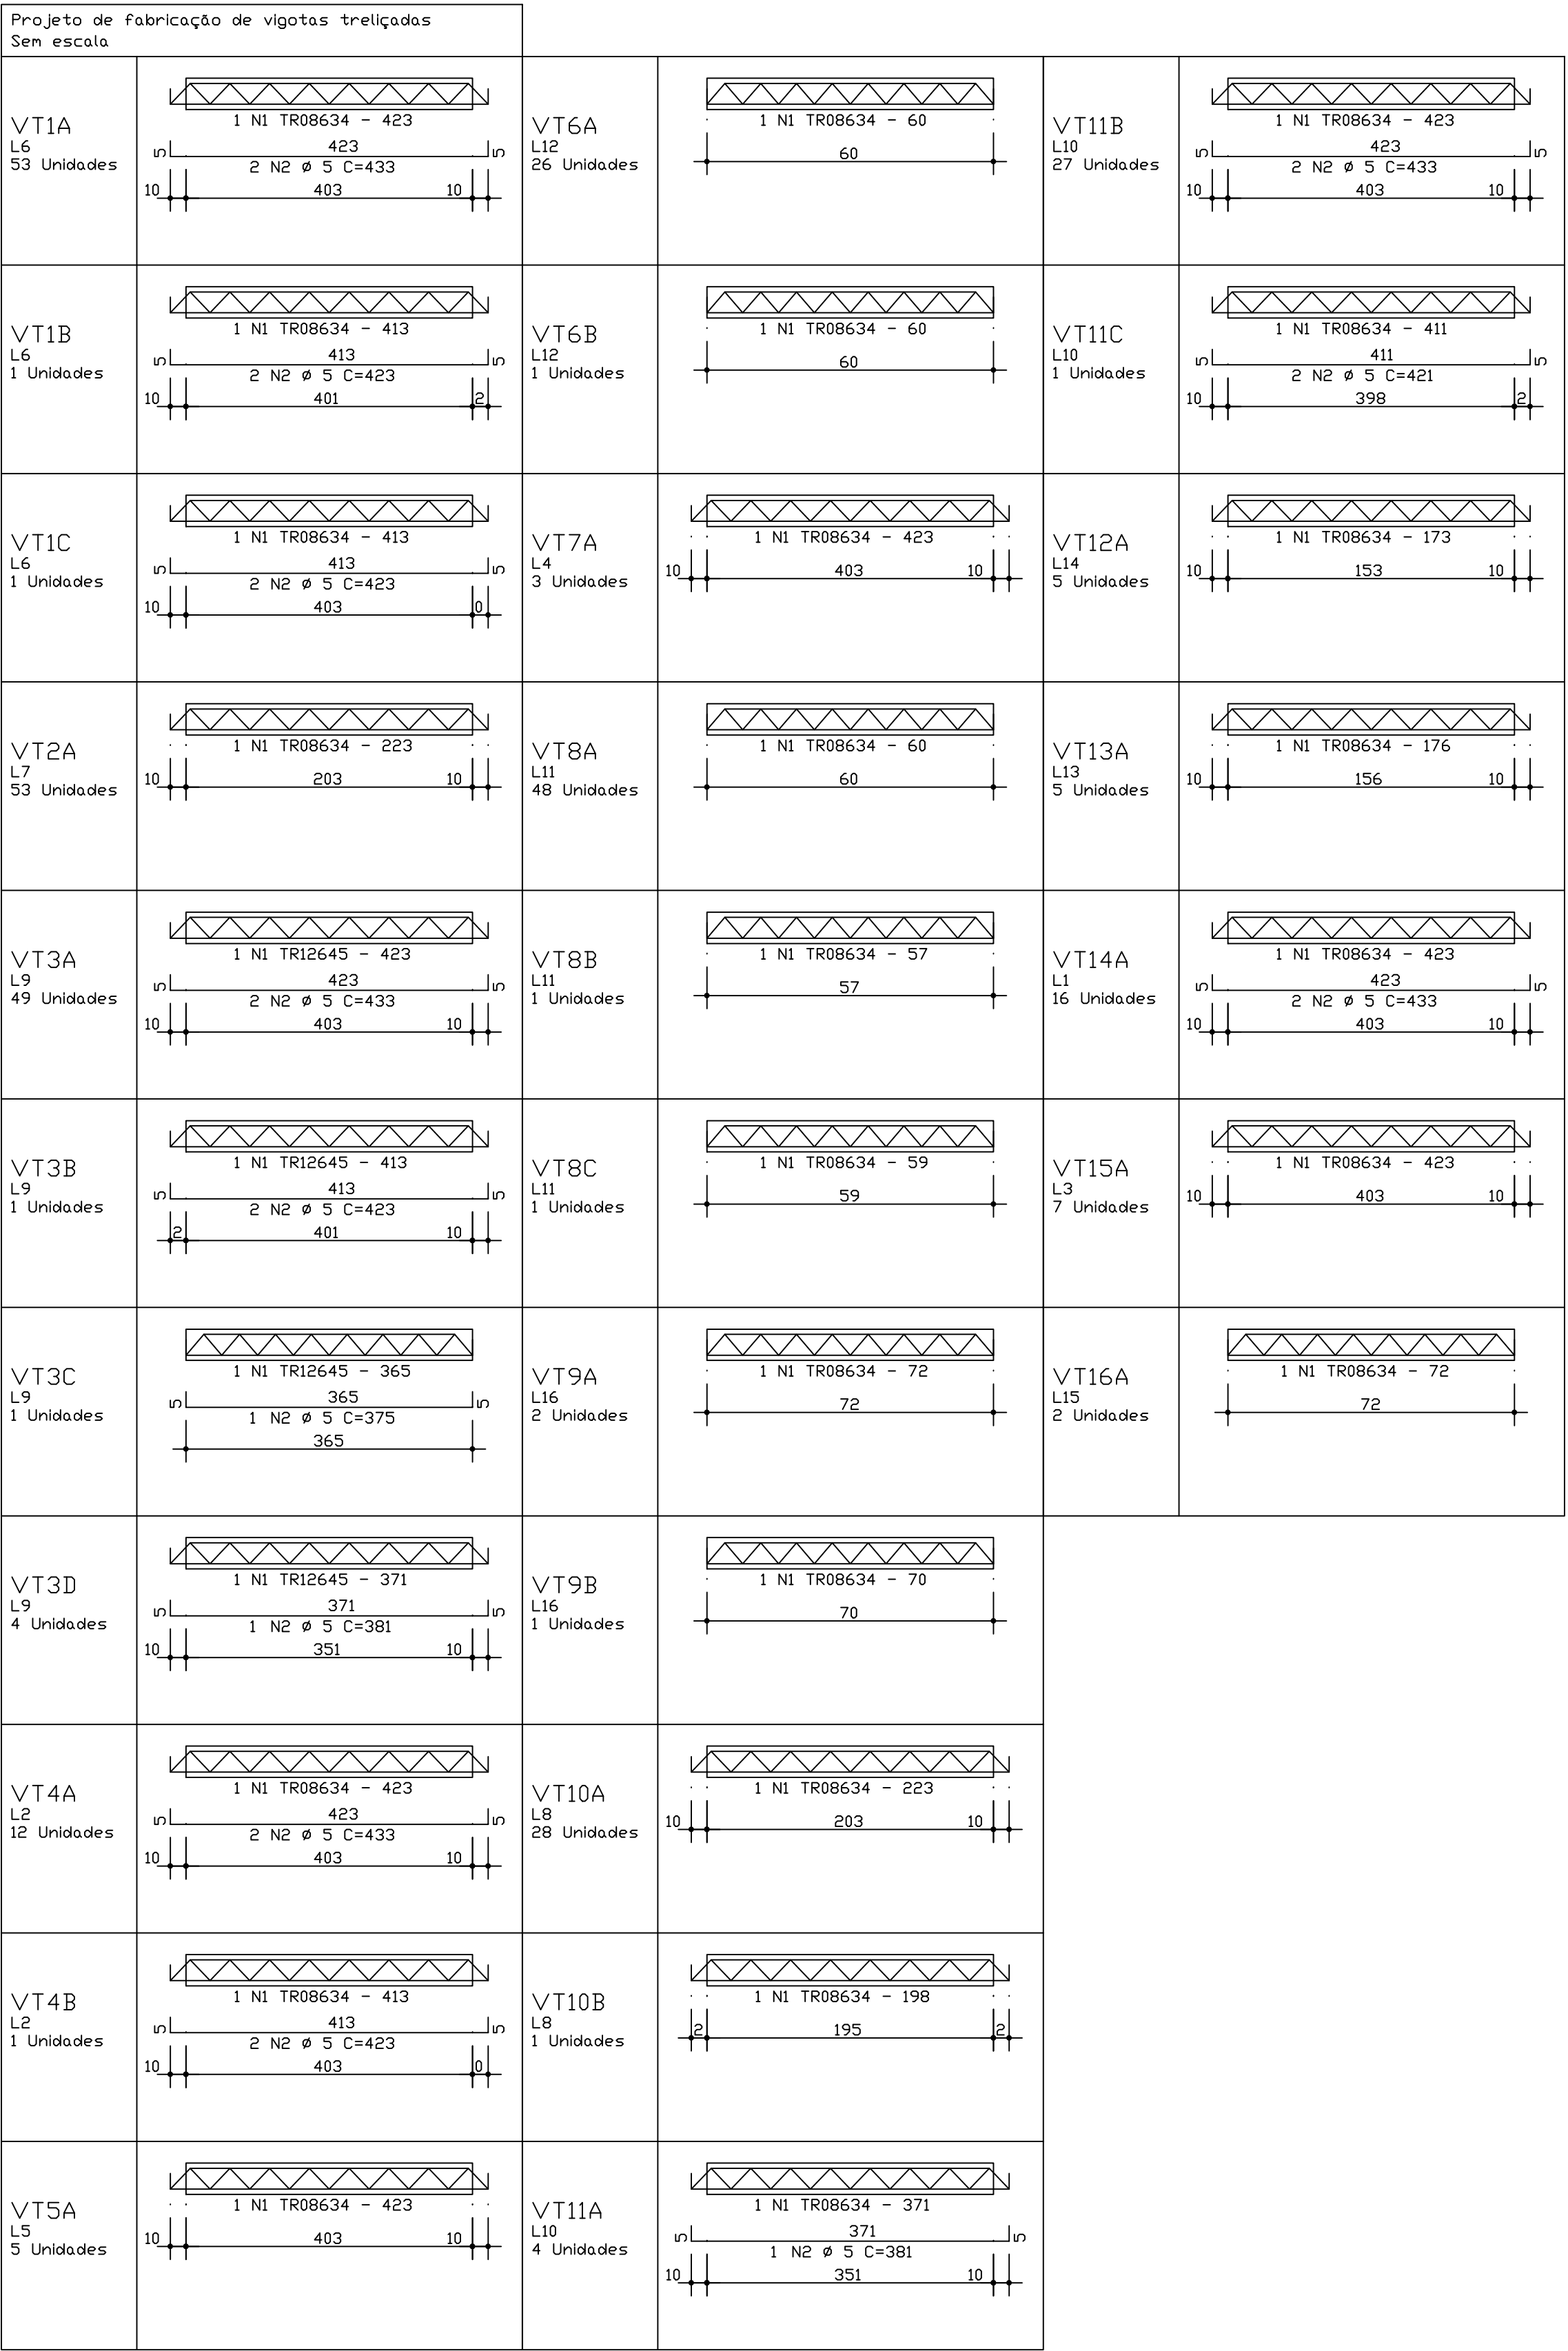 Projeto de fabricação de vigotas treliçadas
Sem escala
VT1A
L6
53 Unidades
1 N1 TR08634 - 423
5 423 5
2 N2 ø 5 C=433
10 403 10
VT1B
L6
1 Unidades
1 N1 TR08634 - 413
5 413 5
2 N2 ø 5 C=423
10 401 2
VT1C
L6
1 Unidades
1 N1 TR08634 - 413
5 413 5
2 N2 ø 5 C=423
10 403 0
VT2A
L7
53 Unidades
1 N1 TR08634 - 223
10 203 10
VT3A
L9
49 Unidades
1 N1 TR12645 - 423
5 423 5
2 N2 ø 5 C=433
10 403 10
VT3B
L9
1 Unidades
1 N1 TR12645 - 413
5 413 5
2 N2 ø 5 C=423
2 401 10
VT3C
L9
1 Unidades
1 N1 TR12645 - 365
5 365 5
1 N2 ø 5 C=375
365
VT3D
L9
4 Unidades
1 N1 TR12645 - 371
5 371 5
1 N2 ø 5 C=381
10 351 10
VT4A
L2
12 Unidades
1 N1 TR08634 - 423
5 423 5
2 N2 ø 5 C=433
10 403 10
VT4B
L2
1 Unidades
1 N1 TR08634 - 413
5 413 5
2 N2 ø 5 C=423
10 403 0
VT5A
L5
5 Unidades
1 N1 TR08634 - 423
10 403 10
VT6A
L12
26 Unidades
1 N1 TR08634 - 60
60
VT6B
L12
1 Unidades
1 N1 TR08634 - 60
60
VT7A
L4
3 Unidades
1 N1 TR08634 - 423
10 403 10
VT8A
L11
48 Unidades
1 N1 TR08634 - 60
60
VT8B
L11
1 Unidades
1 N1 TR08634 - 57
57
VT8C
L11
1 Unidades
1 N1 TR08634 - 59
59
VT9A
L16
2 Unidades
1 N1 TR08634 - 72
72
VT9B
L16
1 Unidades
1 N1 TR08634 - 70
70
VT10A
L8
28 Unidades
1 N1 TR08634 - 223
10 203 10
VT10B
L8
1 Unidades
1 N1 TR08634 - 198
2 195 2
VT11A
L10
4 Unidades
1 N1 TR08634 - 371
5 371 5
1 N2 ø 5 C=381
10 351 10
VT11B
L10
27 Unidades
1 N1 TR08634 - 423
5 423 5
2 N2 ø 5 C=433
10 403 10
VT11C
L10
1 Unidades
1 N1 TR08634 - 411
5 411 5
2 N2 ø 5 C=421
10 398 2
VT12A
L14
5 Unidades
1 N1 TR08634 - 173
10 153 10
VT13A
L13
5 Unidades
1 N1 TR08634 - 176
10 156 10
VT14A
L1
16 Unidades
1 N1 TR08634 - 423
5 423 5
2 N2 ø 5 C=433
10 403 10
VT15A
L3
7 Unidades
1 N1 TR08634 - 423
10 403 10
VT16A
L15
2 Unidades
1 N1 TR08634 - 72
72